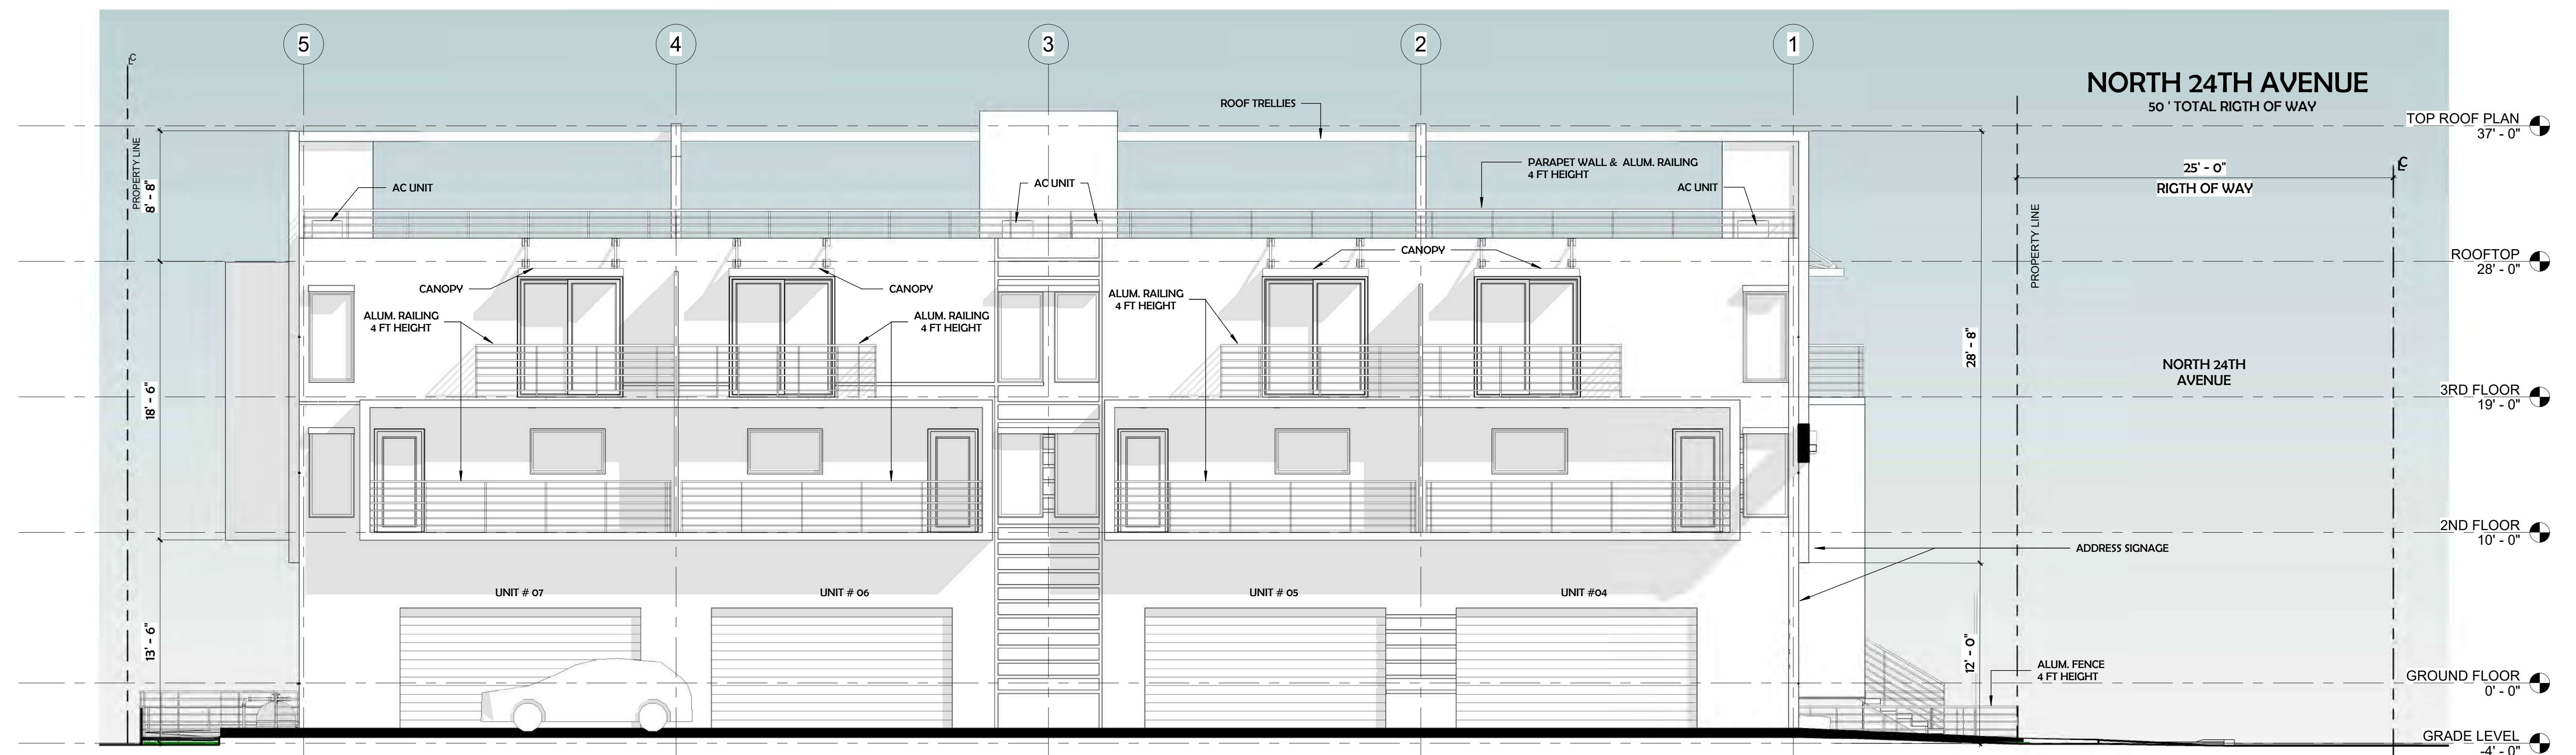 5
4
3
2
1
NORTH 24TH AVENUE
50 ' TOTAL RIGTH OF WAY
TOP ROOF PLAN
37' - 0"
ROOF TRELLIES
PROPERTY LINE
8' - 8"
AC UNIT
AC UNIT
PARAPET WALL & ALUM. RAILING
4 FT HEIGHT
AC UNIT
25' - 0"
RIGTH OF WAY
PROPERTY LINE
CANOPY
ROOFTOP
28' - 0"
CANOPY
CANOPY
ALUM. RAILING
4 FT HEIGHT
ALUM. RAILING
4 FT HEIGHT
ALUM. RAILING
4 FT HEIGHT
28' - 8"
NORTH 24TH
AVENUE
18' - 6"
3RD FLOOR
19' - 0"
2ND FLOOR
10' - 0"
ADDRESS SIGNAGE
UNIT # 07
UNIT # 06
UNIT # 05
UNIT #04
13' - 6"
12' - 0"
ALUM. FENCE
4 FT HEIGHT
GROUND FLOOR
0' - 0"
GRADE LEVEL
-4' - 0"